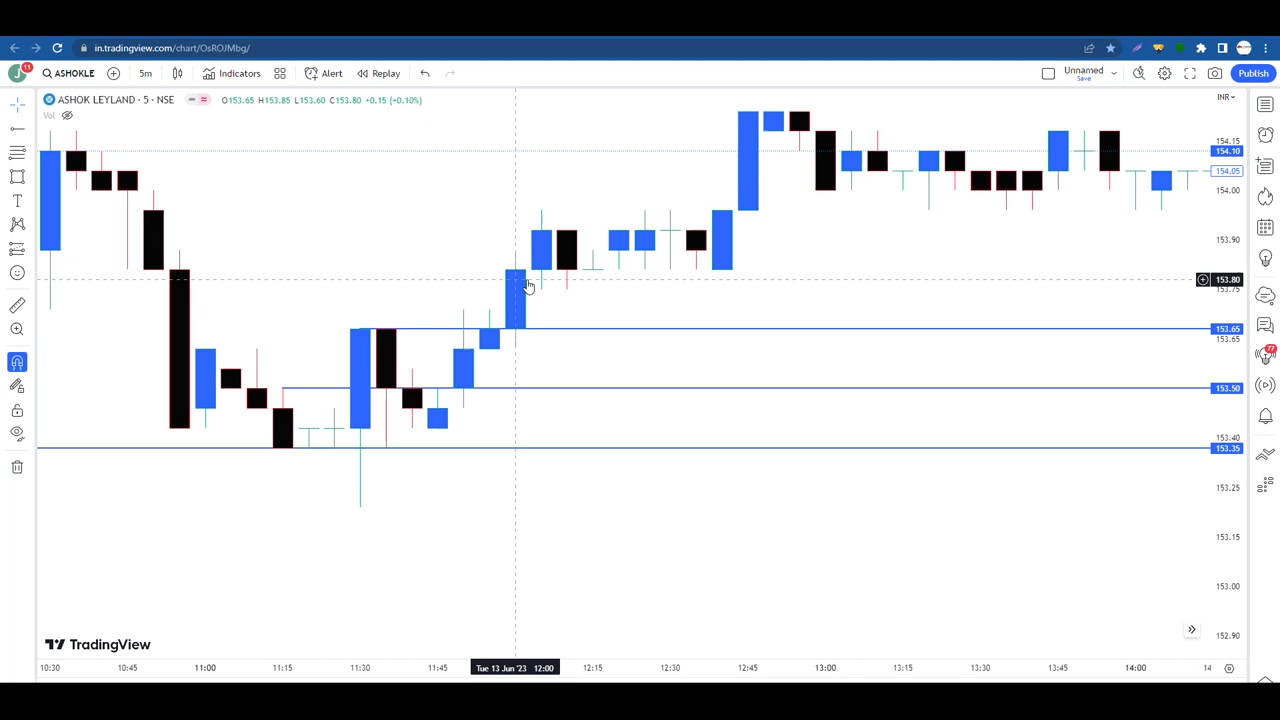 in.tradingview.com/chart/OsROJMbg/
J 11 ASHOKLE 5m Indicators Alert Replay Unnamed Save Publish
ASHOK LEYLAND · 5 · NSE O153.65 H153.85 L153.60 C153.80 +0.15 (+0.10%) INR
Vol
154.15
154.10
154.05
154.00
153.90
153.80
153.75
153.65
153.65
153.50
153.40
153.35
153.25
153.15
153.00
152.90
77
TradingView
10:30 10:45 11:00 11:15 11:30 11:45 Tue 13 Jun '23 12:00 12:15 12:30 12:45 13:00 13:15 13:30 13:45 14:00 14